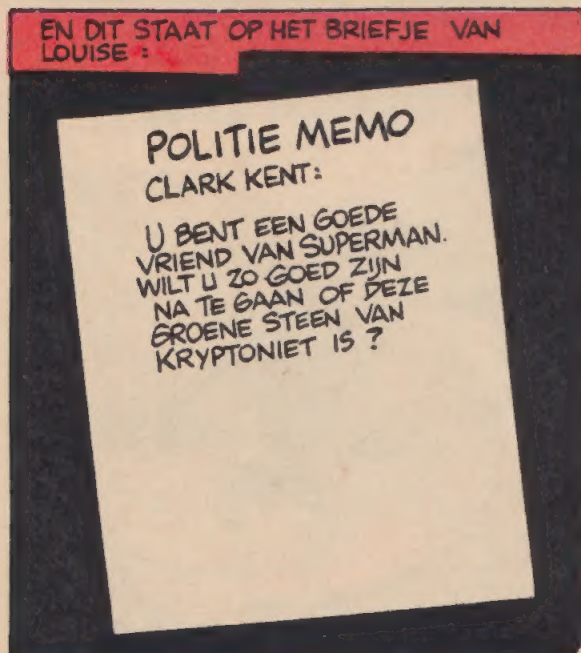 EN DIT STAAT OP HET BRIEFJE VAN
LOUISE :
POLITIE MEMO
CLARK KENT:
U BENT EEN GOEDE
VRIEND VAN SUPERMAN.
WILT U ZO GOED ZIJN
NA TE GAAN OF DEZE
GROENE STEEN VAN
KRYPTONIET IS ?